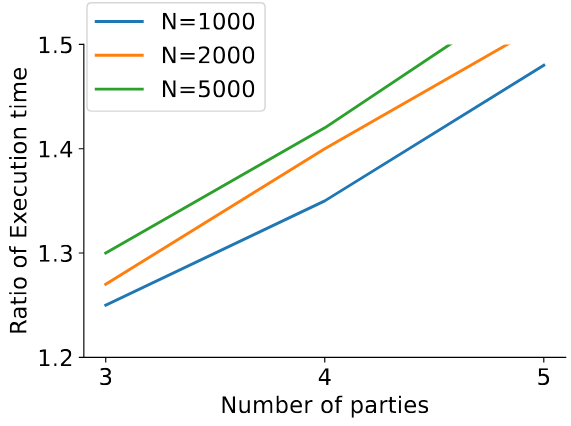 N=1000
N=2000
N=5000
1.5
1.4
1.3
1.2
Ratio of Execution time
3
4
5
Number of parties